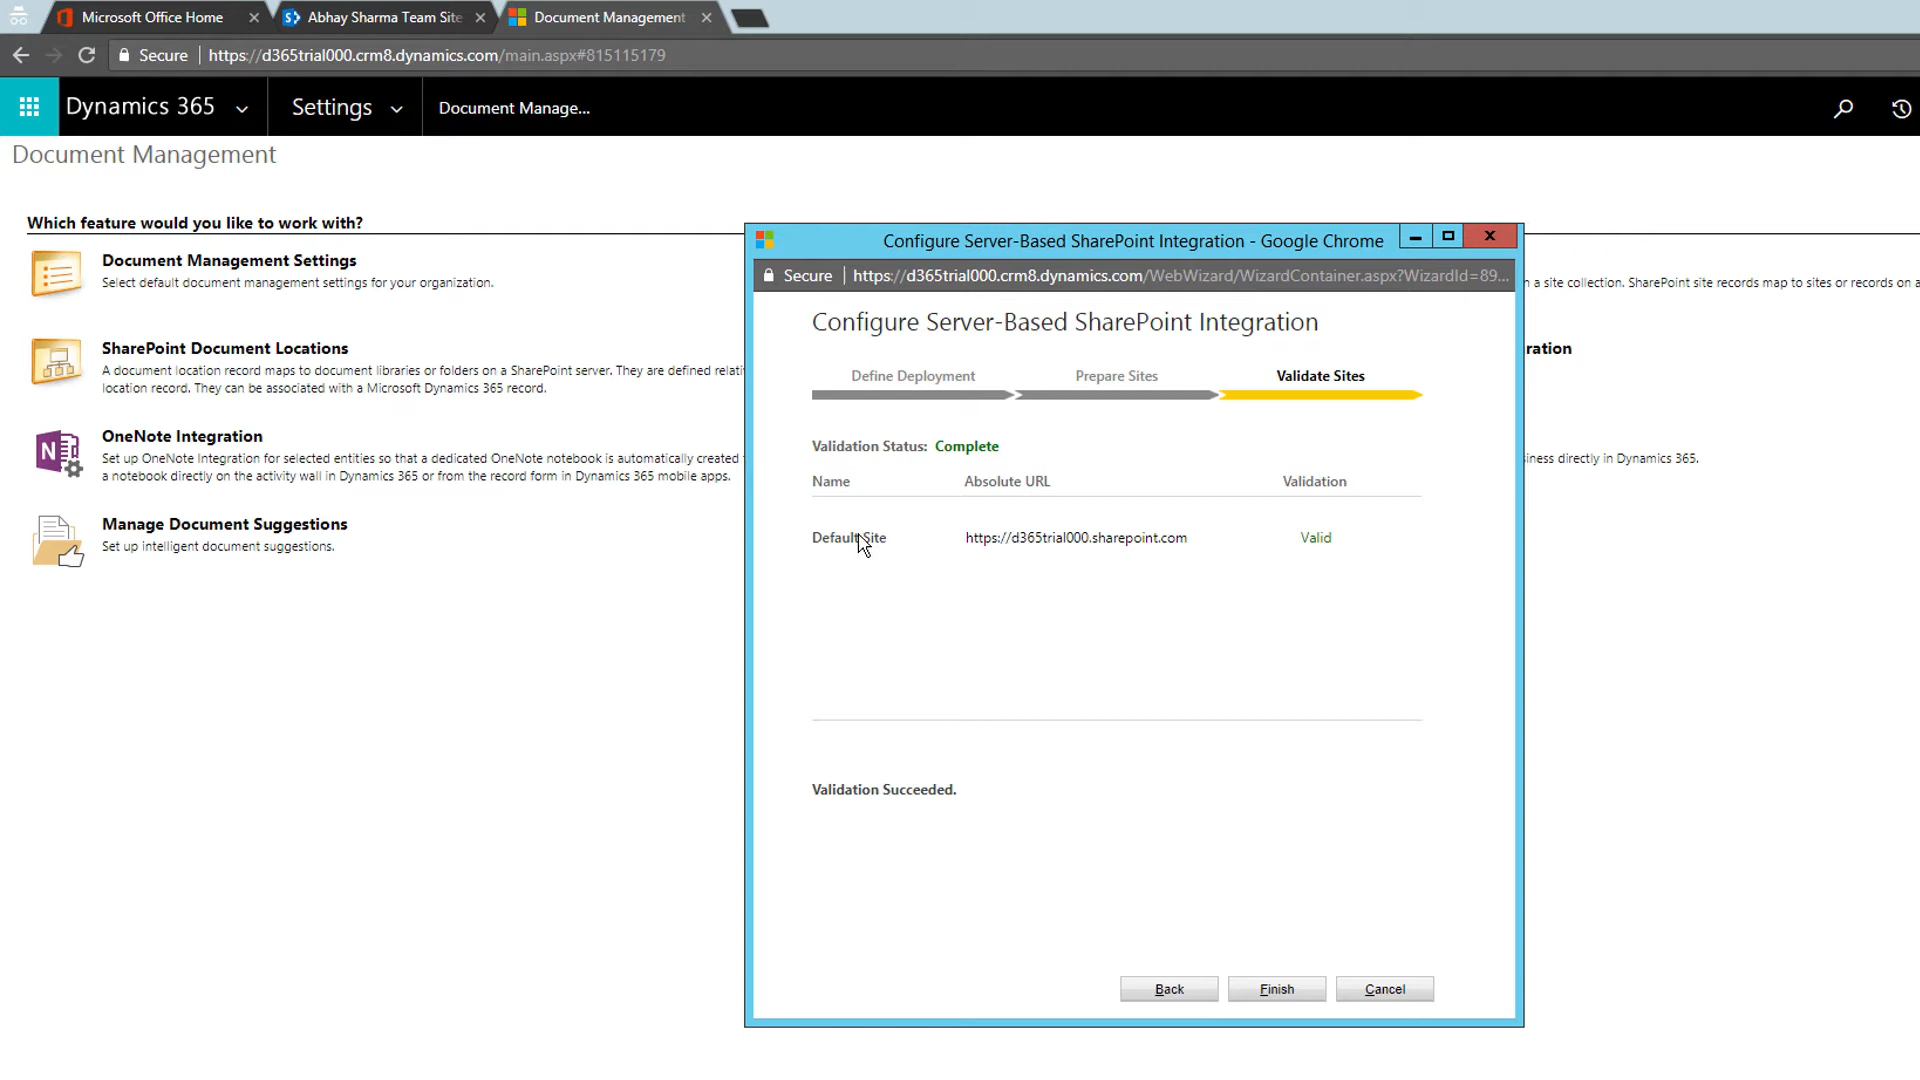 Microsoft Office Home
Abhay Sharma Team Site
Document Management
Secure
https://d365trial000.crm8.dynamics.com/main.aspx#815115179
Dynamics 365
Settings
Document Manage...
Document Management
Which feature would you like to work with?
Document Management Settings
Select default document management settings for your organization.
SharePoint Document Locations
A document location record maps to document libraries or folders on a SharePoint server. They are defined relati
location record. They can be associated with a Microsoft Dynamics 365 record.
OneNote Integration
Set up OneNote Integration for selected entities so that a dedicated OneNote notebook is automatically created
a notebook directly on the activity wall in Dynamics 365 or from the record form in Dynamics 365 mobile apps.
Manage Document Suggestions
Set up intelligent document suggestions.
n a site collection. SharePoint site records map to sites or records on a
ration
siness directly in Dynamics 365.
Configure Server-Based SharePoint Integration - Google Chrome
Secure
https://d365trial000.crm8.dynamics.com/WebWizard/WizardContainer.aspx?WizardId=89...
Configure Server-Based SharePoint Integration
Define Deployment
Prepare Sites
Validate Sites
Validation Status: Complete
Name
Absolute URL
Validation
Default Site
https://d365trial000.sharepoint.com
Valid
Validation Succeeded.
Back
Finish
Cancel